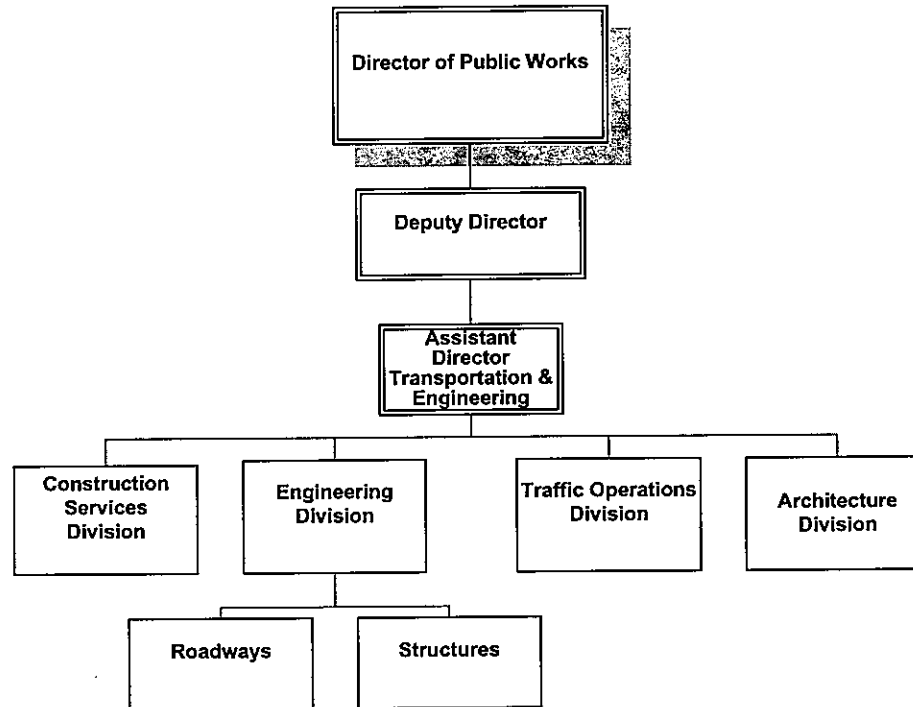 Director of Public Works
Deputy Director
Assistant
Director
Transportation &
Engineering
Construction
Services
Division
Engineering
Division
Traffic Operations
Division
Architecture
Division
Roadways
Structures